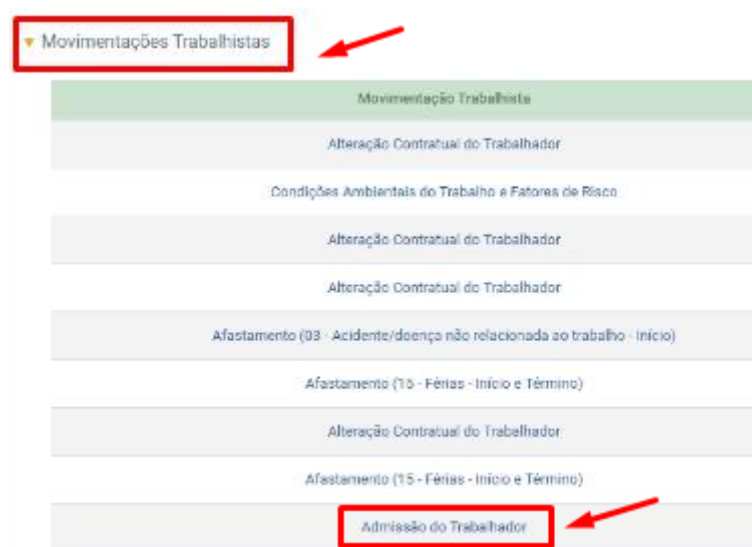 Movimentações Trabalhistas
Movimentação Trabalhista
Alteração Contratual do Trabalhador
Condições Ambientais do Trabalho e Fatores de Risco
Alteração Contratual do Trabalhador
Alteração Contratual do Trabalhador
Afastamento (03 - Acidente/doença não relacionada ao trabalho - Início)
Afastamento (15 - Férias - Início e Término)
Alteração Contratual do Trabalhador
Afastamento (15 - Férias - Início e Término)
Admissão do Trabalhador